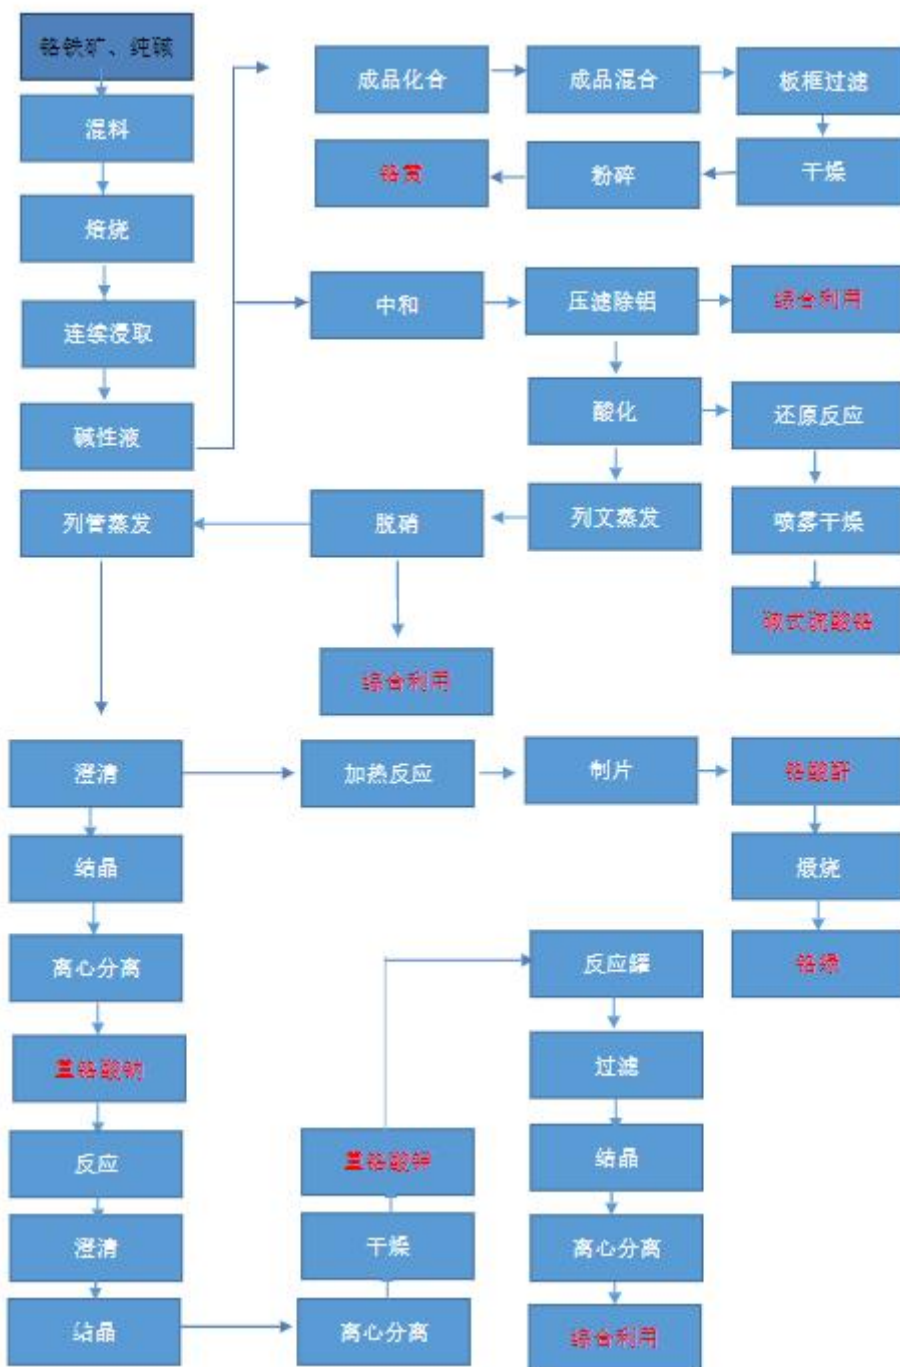 铬铁矿、纯碱
混料
焙烧
连续浸取
碱性液
成品化合
成品混合
板框过滤
干燥
粉碎
铬黄
中和
压滤除铝
综合利用
酸化
还原反应
喷雾干燥
碱式硫酸铬
列文蒸发
脱硝
综合利用
列管蒸发
澄清
加热反应
制片
铬酸酐
煅烧
铬绿
结晶
离心分离
重铬酸钠
反应
澄清
结晶
离心分离
干燥
重铬酸钾
反应罐
过滤
结晶
离心分离
综合利用